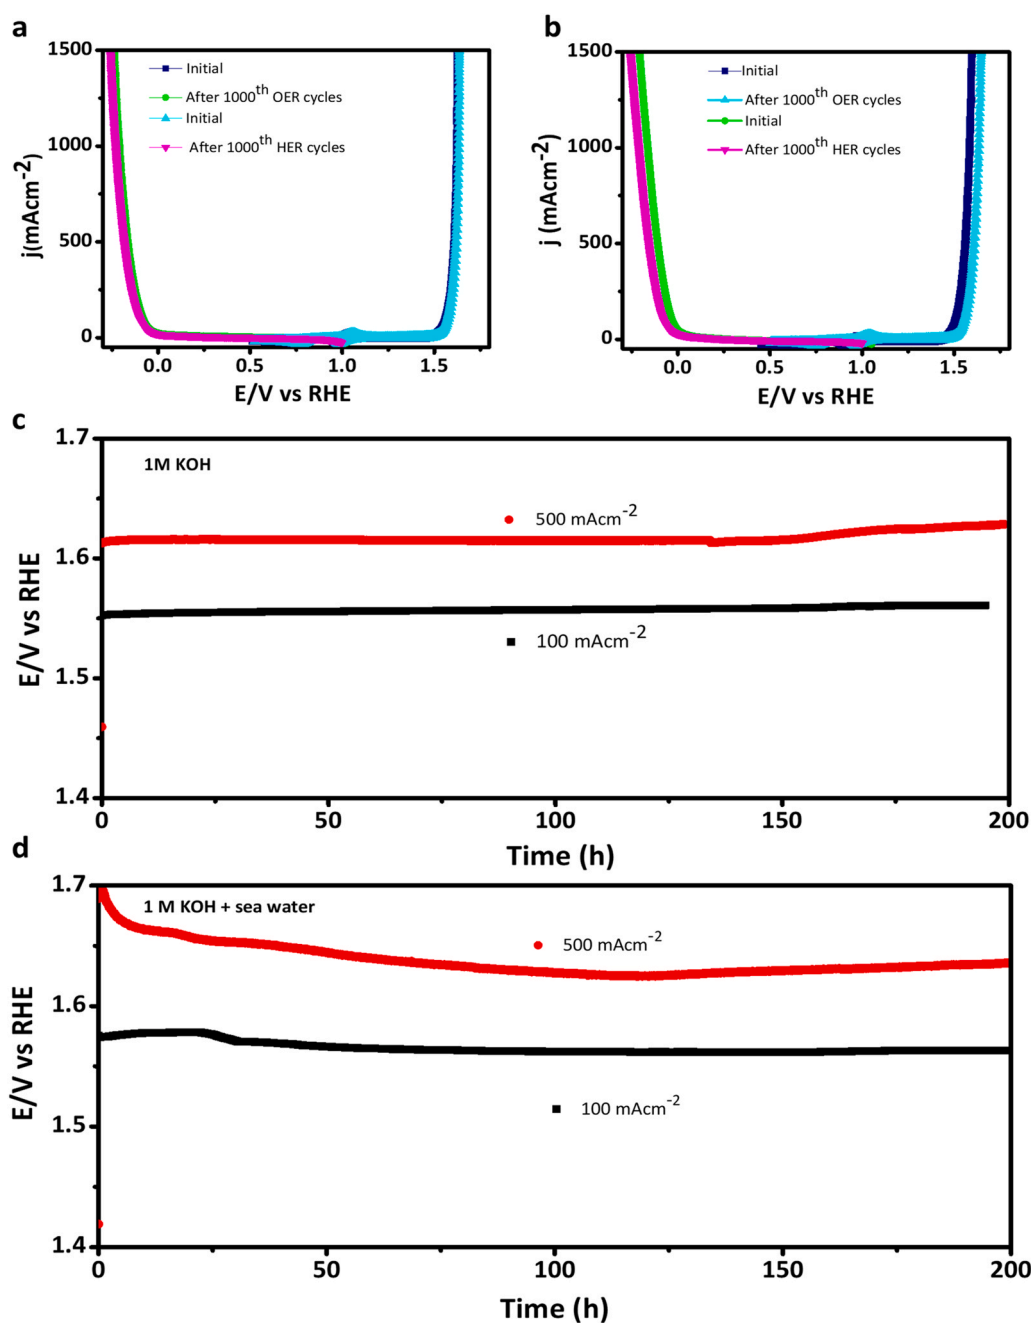 a
1500
1000
500
0
j(mAcm-2)
Initial
After 1000th OER cycles
Initial
After 1000th HER cycles
0.0 0.5 1.0 1.5
E/V vs RHE
b
1500
1000
500
0
j (mAcm-2)
Initial
After 1000th OER cycles
Initial
After 1000th HER cycles
0.0 0.5 1.0 1.5
E/V vs RHE
c
1.7
1.6
1.5
1.4
E/V vs RHE
1M KOH
500 mAcm-2
100 mAcm-2
0 50 100 150 200
Time (h)
d
1.7
1.6
1.5
1.4
E/V vs RHE
1 M KOH + sea water
500 mAcm-2
100 mAcm-2
0 50 100 150 200
Time (h)